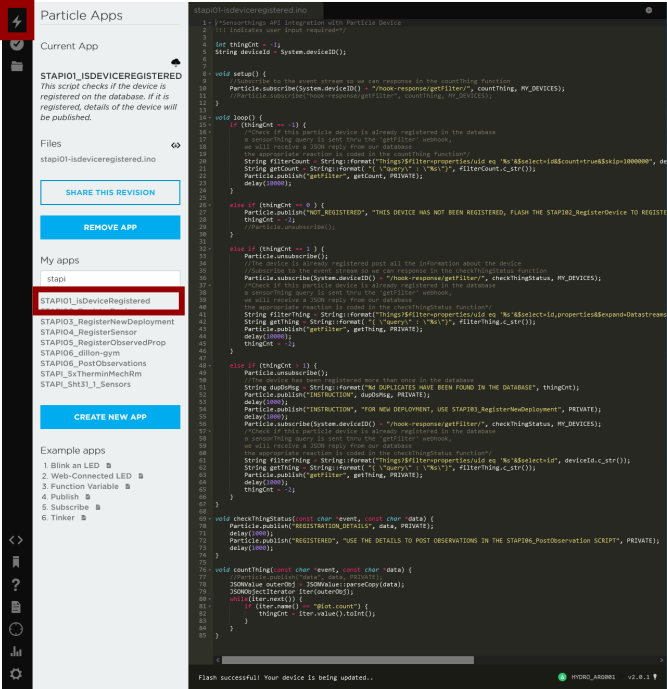 Particle Apps
Current App
STAPI01_ISDEVICEREGISTERED
This script checks if the device is
registered on the database. If it is
registered, details of the device will
be published.
Files
stapi01-isdeviceregistered.ino
SHARE THIS REVISION
REMOVE APP
My apps
stapi
STAPI01_isDeviceRegistered
STAPI03_RegisterNewDeployment
STAPI04_RegisterSensor
STAPI05_RegisterObservedProp
STAPI06_dillon-gym
STAPI06_PostObservations
STAPI_5xTherminMechRm
STAPI_Sht31_1_Sensors
CREATE NEW APP
Example apps
1. Blink an LED
2. Web-Connected LED
3. Function Variable
4. Publish
5. Subscribe
6. Tinker
stapi01-isdeviceregistered.ino
1 /*Sensorthings API Integration with Particle Device
2 !!! indicates user input required=*/
3
4 int thingCnt = -1;
5 String deviceId = System.deviceID();
6
7
8 void setup() {
9 //Subscribe to the event stream so we can response in the countThing function
10 Particle.subscribe(System.deviceID() + "/hook-response/getFilter/", countThing, MY_DEVICES);
11 //Particle.subscribe("hook-response/getFilter", countThing, MY_DEVICES);
12 }
13
14 void loop() {
15 if (thingCnt == -1) {
16 /*Check if this particle device is already registered in the database
17 a sensorThing query is sent thru the 'getFilter' webhook,
18 we will receive a JSON reply from our database
19 the appropriate reaction is coded in the countThing function*/
20 String filterCount = String::format("Things?$filter=properties/uid eq '%s'&$select=id&$count=true&$skip=1000000", de
21 String getCount = String::format( "{ \"query\" : \"%s\"}", filterCount.c_str());
22 Particle.publish("getFilter", getCount, PRIVATE);
23 delay(10000);
24 }
25
26 else if (thingCnt == 0 ) {
27 Particle.publish("NOT_REGISTERED", "THIS DEVICE HAS NOT BEEN REGISTERED, FLASH THE STAPI02_RegisterDevice TO REGISTE
28 thingCnt = -2;
29 //Particle.unsubscribe();
30 }
31
32 else if (thingCnt == 1 ) {
33 Particle.unsubscribe();
34 //The device is already registered post all the information about the device
35 //Subscribe to the event stream so we can response in the checkThingStatus function
36 Particle.subscribe(System.deviceID() + "/hook-response/getFilter/", checkThingStatus, MY_DEVICES);
37 /*Check if this particle device is already registered in the database
38 a sensorThing query is sent thru the 'getFilter' webhook,
39 we will receive a JSON reply from our database
40 the appropriate reaction is coded in the checkThingStatus function*/
41 String filterThing = String::format("Things?$filter=properties/uid eq '%s'&$select=id,properties&$expand=Datastreams
42 String getThing = String::format( "{ \"query\" : \"%s\"}", filterThing.c_str());
43 Particle.publish("getFilter", getThing, PRIVATE);
44 delay(10000);
45 thingCnt = -2;
46 }
47
48 else if (thingCnt > 1) {
49 Particle.unsubscribe();
50 //The device has been registered more than once in the database
51 String dupDsMsg = String::format("%d DUPLICATES HAVE BEEN FOUND IN THE DATABASE", thingCnt);
52 Particle.publish("INSTRUCTION", dupDsMsg, PRIVATE);
53 delay(1000);
54 Particle.publish("INSTRUCTION", "FOR NEW DEPLOYMENT, USE STAPI03_RegisterNewDeployment", PRIVATE);
55 delay(1000);
56 Particle.subscribe(System.deviceID() + "/hook-response/getFilter/", checkThingStatus, MY_DEVICES);
57 /*Check if this particle device is already registered in the database
58 a sensorThing query is sent thru the 'getFilter' webhook,
59 we will receive a JSON reply from our database
60 the appropriate reaction is coded in the checkThingStatus function*/
61 String filterThing = String::format("Things?$filter=properties/uid eq '%s'&$select=id", deviceId.c_str());
62 String getThing = String::format( "{ \"query\" : \"%s\"}", filterThing.c_str());
63 Particle.publish("getFilter", getThing, PRIVATE);
64 delay(1000);
65 thingCnt = -2;
66 }
67 }
68
69 void checkThingStatus(const char *event, const char *data) {
70 Particle.publish("REGISTRATION_DETAILS", data, PRIVATE);
71 delay(1000);
72 Particle.publish("REGISTERED", "USE THE DETAILS TO POST OBSERVATIONS IN THE STAPI06_PostObservation SCRIPT", PRIVATE);
73 delay(1000);
74 }
75
76 void countThing(const char *event, const char *data) {
77 //Particle.publish("data", data, PRIVATE);
78 JSONValue outerObj = JSONValue::parseCopy(data);
79 JSONObjectIterator iter(outerObj);
80 while(iter.next()) {
81 if (iter.name() == "@iot.count") {
82 thingCnt = iter.value().toInt();
83 }
84 }
85 }
Flash successful! Your device is being updated..
HYDRO_ARG001 v2.0.1